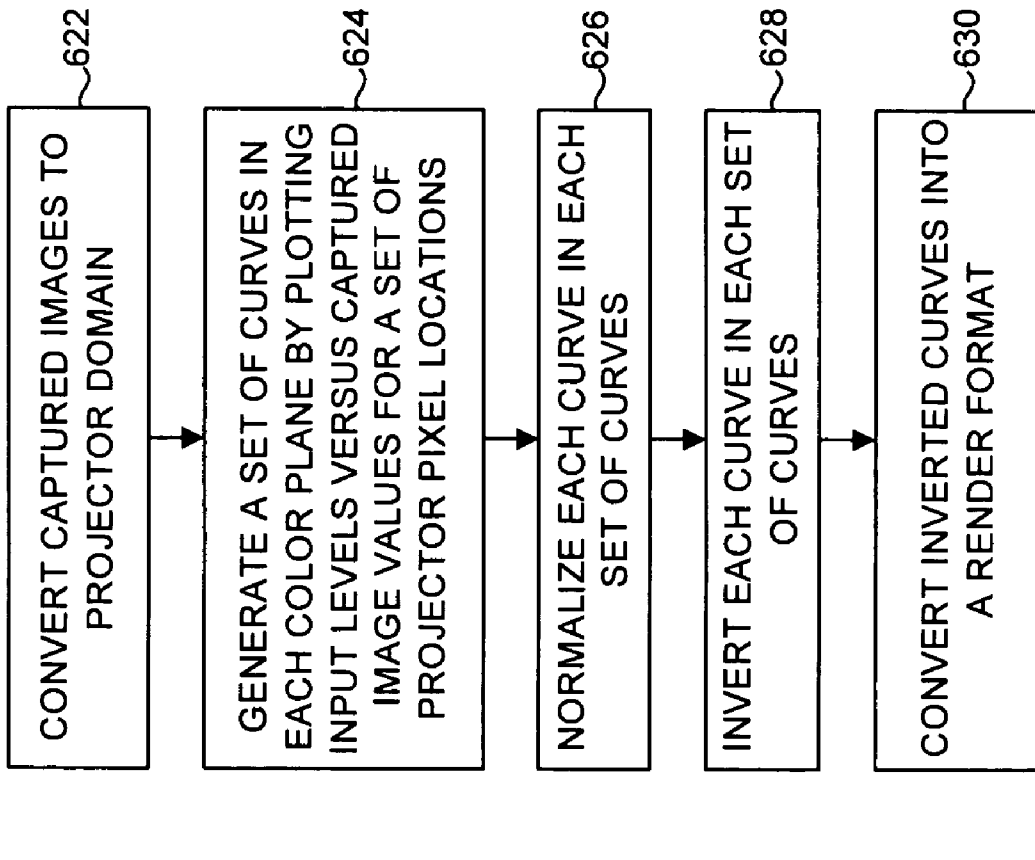 CONVERT CAPTURED IMAGES TO
PROJECTOR DOMAIN
622
GENERATE A SET OF CURVES IN
EACH COLOR PLANE BY PLOTTING
INPUT LEVELS VERSUS CAPTURED
IMAGE VALUES FOR A SET OF
PROJECTOR PIXEL LOCATIONS
624
NORMALIZE EACH CURVE IN EACH
SET OF CURVES
626
INVERT EACH CURVE IN EACH SET
OF CURVES
628
CONVERT INVERTED CURVES INTO
A RENDER FORMAT
630